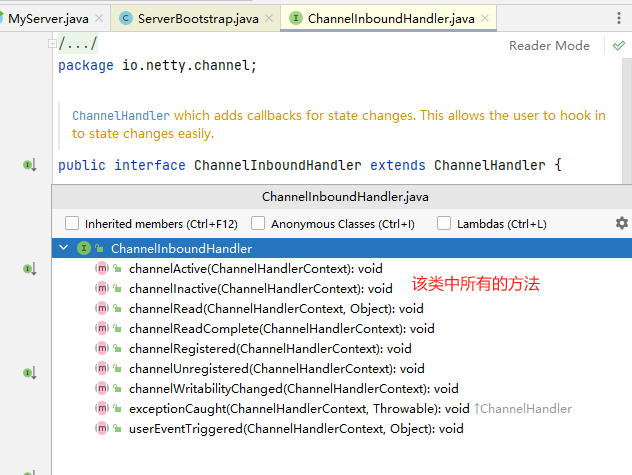 MyServer.java
ServerBootstrap.java
ChannelInboundHandler.java
/.../
Reader Mode
package io.netty.channel;
ChannelHandler which adds callbacks for state changes. This allows the user to hook in
to state changes easily.
public interface ChannelInboundHandler extends ChannelHandler {
ChannelInboundHandler.java
Inherited members (Ctrl+F12)
Anonymous Classes (Ctrl+I)
Lambdas (Ctrl+L)
I ChannelInboundHandler
m channelActive(ChannelHandlerContext): void
m channelInactive(ChannelHandlerContext): void
该类中所有的方法
m channelRead(ChannelHandlerContext, Object): void
m channelReadComplete(ChannelHandlerContext): void
m channelRegistered(ChannelHandlerContext): void
m channelUnregistered(ChannelHandlerContext): void
m channelWritabilityChanged(ChannelHandlerContext): void
m exceptionCaught(ChannelHandlerContext, Throwable): void ↑ChannelHandler
m userEventTriggered(ChannelHandlerContext, Object): void